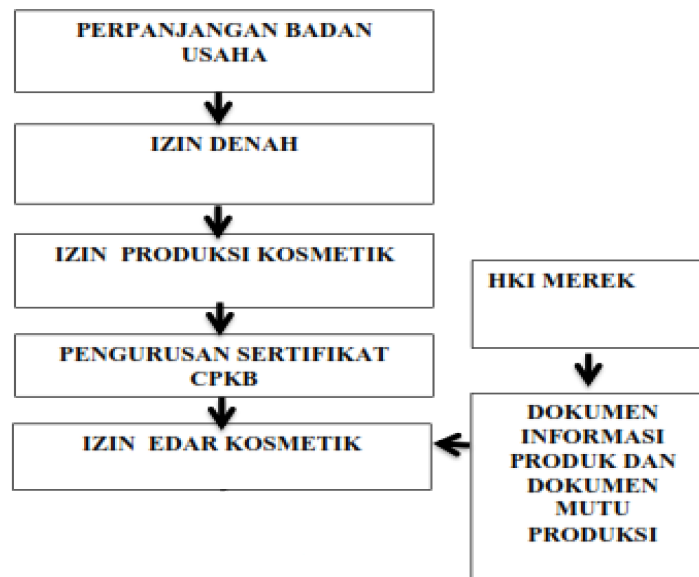 PERPANJANGAN BADAN
USAHA
IZIN DENAH
IZIN PRODUKSI KOSMETIK
PENGURUSAN SERTIFIKAT
CPKB
IZIN EDAR KOSMETIK
HKI MEREK
DOKUMEN
INFORMASI
PRODUK DAN
DOKUMEN
MUTU
PRODUKSI